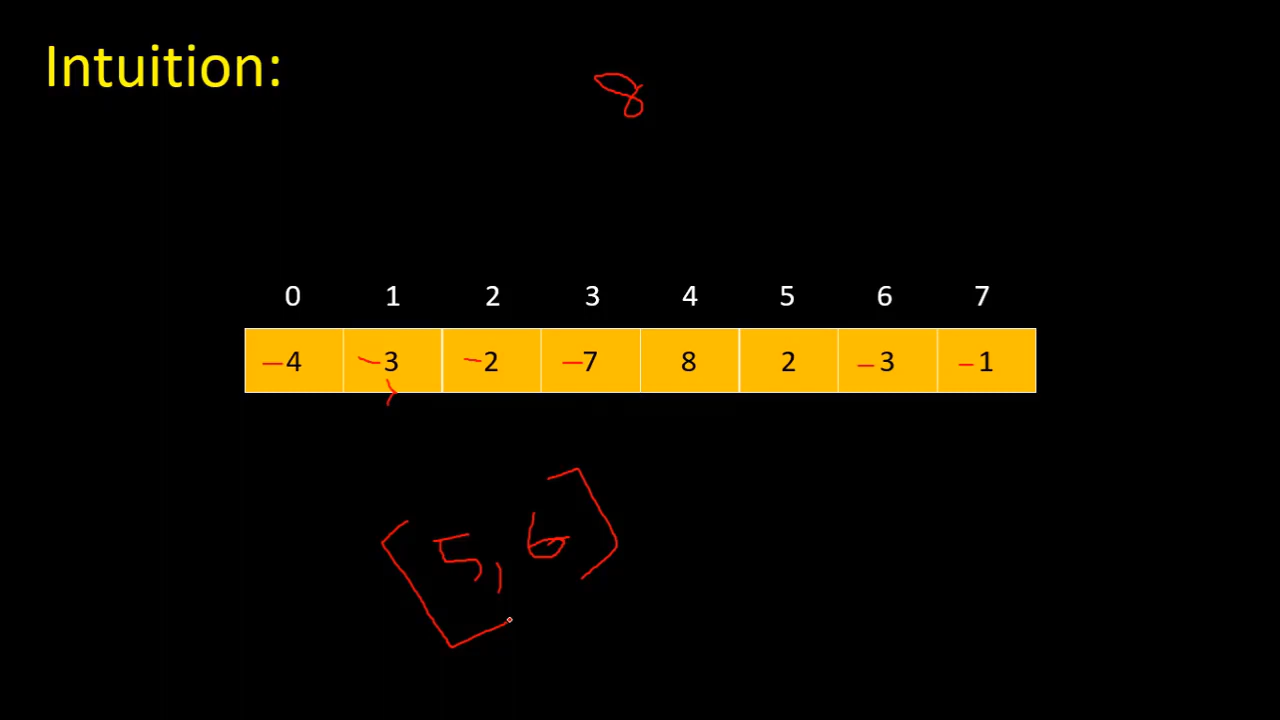 Intuition:
8
0 1 2 3 4 5 6 7
-4 -3 -2 -7 8 2 -3 -1
[5, 6]